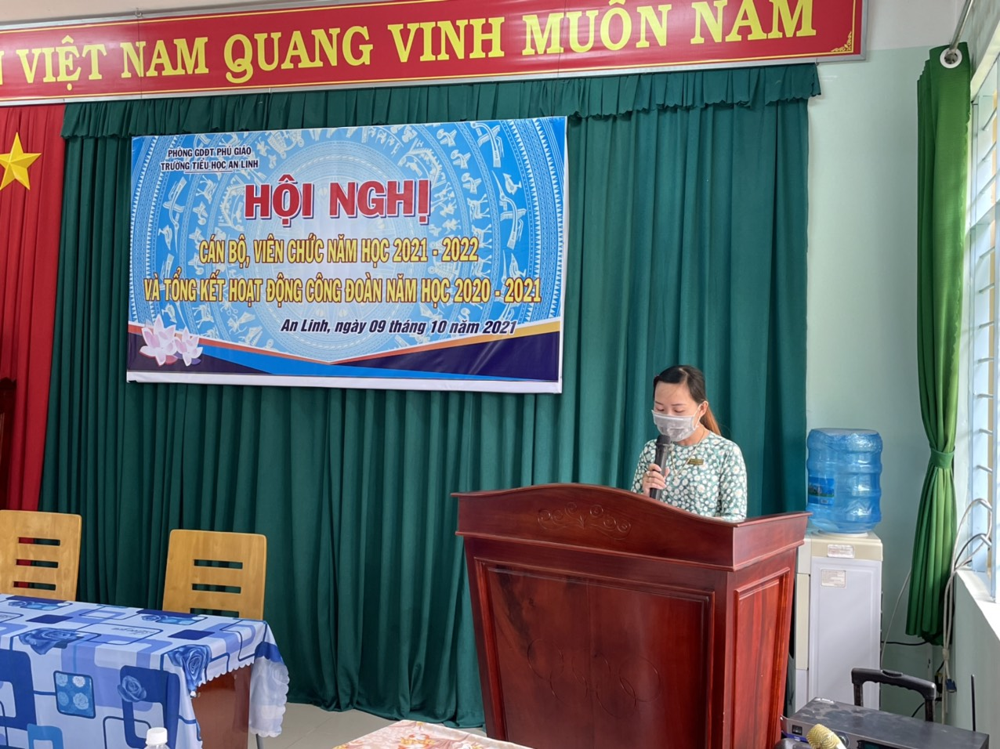 VIỆT NAM QUANG VINH MUÔN NĂM
PHÒNG GDĐT PHÚ GIÁO
TRƯỜNG TIỂU HỌC AN LINH
HỘI NGHỊ
CÁN BỘ, VIÊN CHỨC NĂM HỌC 2021 - 2022
VÀ TỔNG KẾT HOẠT ĐỘNG CÔNG ĐOÀN NĂM HỌC 2020 - 2021
An Linh, ngày 09 tháng 10 năm 2021